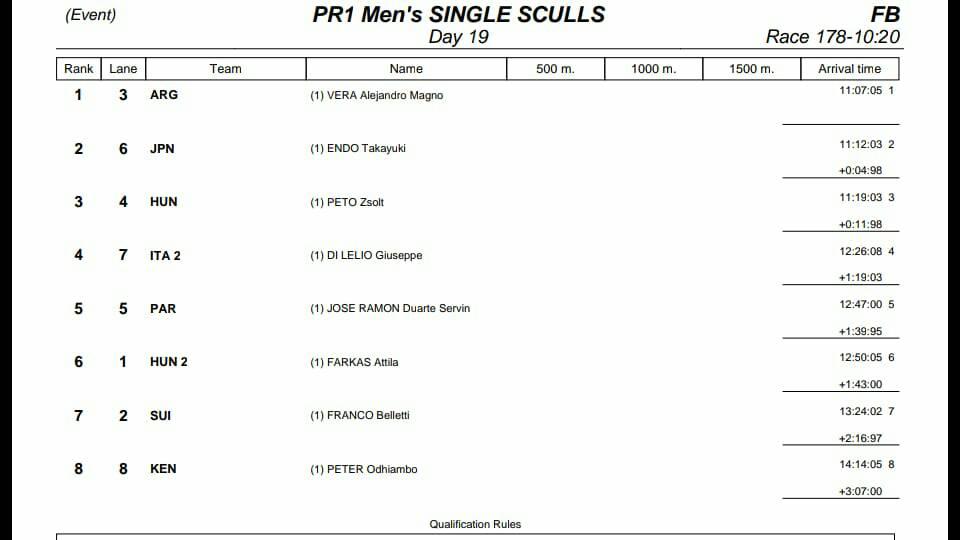 (Event) PR1 Men's SINGLE SCULLS FB
Day 19 Race 178-10:20
Rank Lane Team Name 500 m. 1000 m. 1500 m. Arrival time
1 3 ARG (1) VERA Alejandro Magno 11:07:05 1
2 6 JPN (1) ENDO Takayuki 11:12:03 2
+0:04:98
3 4 HUN (1) PETO Zsolt 11:19:03 3
+0:11:98
4 7 ITA 2 (1) DI LELIO Giuseppe 12:26:08 4
+1:19:03
5 5 PAR (1) JOSE RAMON Duarte Servin 12:47:00 5
+1:39:95
6 1 HUN 2 (1) FARKAS Attila 12:50:05 6
+1:43:00
7 2 SUI (1) FRANCO Belletti 13:24:02 7
+2:16:97
8 8 KEN (1) PETER Odhiambo 14:14:05 8
+3:07:00
Qualification Rules